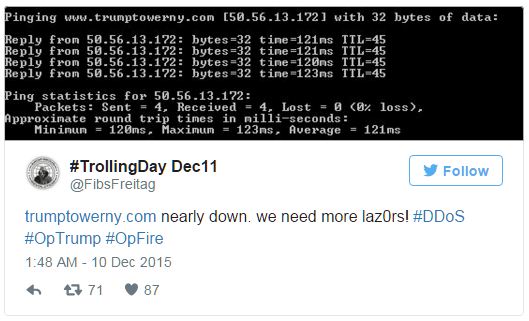 Pinging www.trumptowerny.com [50.56.13.172] with 32 bytes of data:
Reply from 50.56.13.172: bytes=32 time=121ms TTL=45
Reply from 50.56.13.172: bytes=32 time=121ms TTL=45
Reply from 50.56.13.172: bytes=32 time=120ms TTL=45
Reply from 50.56.13.172: bytes=32 time=123ms TTL=45
Ping statistics for 50.56.13.172:
Packets: Sent = 4, Received = 4, Lost = 0 (0% loss),
Approximate round trip times in milli-seconds:
Minimum = 120ms, Maximum = 123ms, Average = 121ms
#TrollingDay Dec11
@FibsFreitag
Follow
trumptowerny.com nearly down. we need more laz0rs! #DDoS
#OpTrump #OpFire
1:48 AM - 10 Dec 2015
71 87